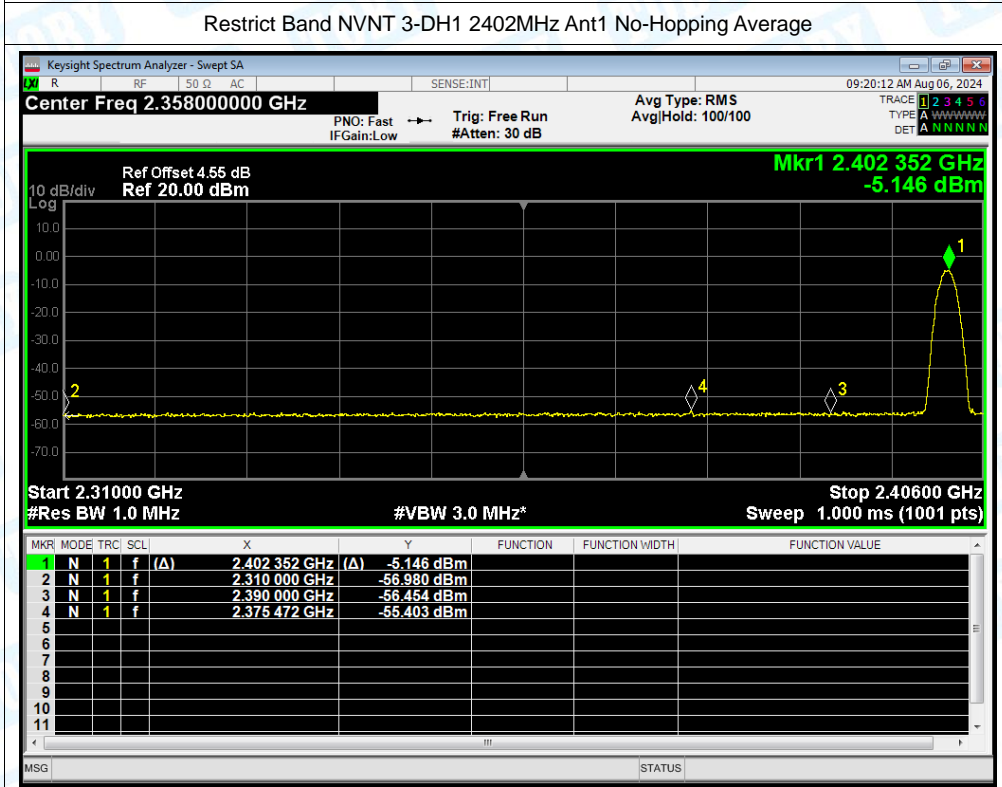 Restrict Band NVNT 3-DH1 2402MHz Ant1 No-Hopping Average
Keysight Spectrum Analyzer - Swept SA
LXI R RF 50 Ω AC SENSE:INT 09:20:12 AM Aug 06, 2024
Center Freq 2.358000000 GHz
PNO: Fast
IFGain:Low
Trig: Free Run
#Atten: 30 dB
Avg Type: RMS
Avg|Hold: 100/100
TRACE 1 2 3 4 5 6
TYPE A WWWWW
DET A N N N N N
Mkr1 2.402 352 GHz
-5.146 dBm
Ref Offset 4.55 dB
10 dB/div Ref 20.00 dBm
Log
10.0
0.00
-10.0
-20.0
-30.0
-40.0
-50.0
-60.0
-70.0
1
2
4
3
Start 2.31000 GHz Stop 2.40600 GHz
#Res BW 1.0 MHz #VBW 3.0 MHz* Sweep 1.000 ms (1001 pts)
MKR MODE TRC SCL X Y FUNCTION FUNCTION WIDTH FUNCTION VALUE
1 N 1 f (Δ) 2.402 352 GHz (Δ) -5.146 dBm
2 N 1 f 2.310 000 GHz -56.980 dBm
3 N 1 f 2.390 000 GHz -56.454 dBm
4 N 1 f 2.375 472 GHz -55.403 dBm
5
6
7
8
9
10
11
MSG STATUS